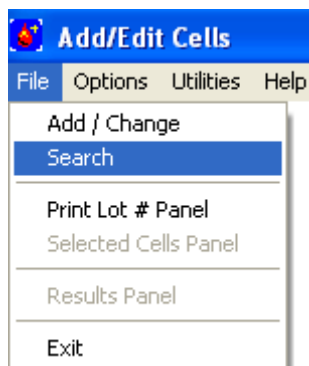 Add/Edit Cells
File Options Utilities Help
Add / Change
Search
Print Lot # Panel
Selected Cells Panel
Results Panel
Exit